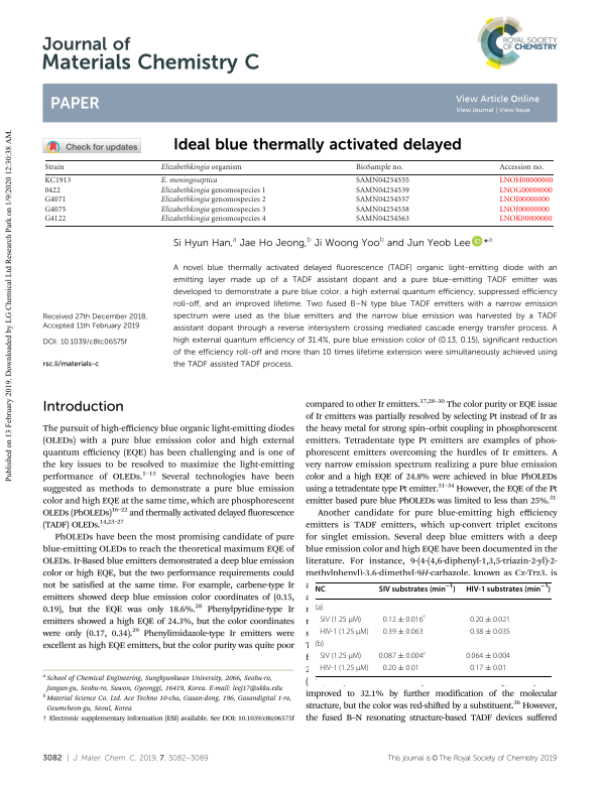 Journal of
Materials Chemistry C
ROYAL SOCIETY
OF CHEMISTRY
PAPER
View Article Online
View Journal | View Issue
Check for updates
Ideal blue thermally activated delayed
Strain Elizabethkingia organism BioSample no. Accession no.
KC1913 E. meningoseptica SAMN04254535 LNOH00000000
0422 Elizabethkingia genomospecies 1 SAMN04254539 LNOG00000000
G4071 Elizabethkingia genomospecies 2 SAMN04254557 LNOI00000000
G4075 Elizabethkingia genomospecies 3 SAMN04254558 LNOJ00000000
G4122 Elizabethkingia genomospecies 4 SAMN04254563 LNOK00000000
Si Hyun Han,ᵃ Jae Ho Jeong,ᵇ Ji Woong Yooᵇ and Jun Yeob Lee iD *ᵃ
A novel blue thermally activated delayed fluorescence (TADF) organic light-emitting diode with an
emitting layer made up of a TADF assistant dopant and a pure blue-emitting TADF emitter was
developed to demonstrate a pure blue color, a high external quantum efficiency, suppressed efficiency
roll-off, and an improved lifetime. Two fused B–N type blue TADF emitters with a narrow emission
spectrum were used as the blue emitters and the narrow blue emission was harvested by a TADF
assistant dopant through a reverse intersystem crossing mediated cascade energy transfer process. A
high external quantum efficiency of 31.4%, pure blue emission color of (0.13, 0.15), significant reduction
of the efficiency roll-off and more than 10 times lifetime extension were simultaneously achieved using
the TADF assisted TADF process.
Received 27th December 2018,
Accepted 11th February 2019
DOI: 10.1039/c8tc06575f
rsc.li/materials-c
Introduction
The pursuit of high-efficiency blue organic light-emitting diodes
(OLEDs) with a pure blue emission color and high external
quantum efficiency (EQE) has been challenging and is one of
the key issues to be resolved to maximize the light-emitting
performance of OLEDs.¹⁻¹⁵ Several technologies have been
suggested as methods to demonstrate a pure blue emission
color and high EQE at the same time, which are phosphorescent
OLEDs (PhOLEDs)¹⁶⁻²² and thermally activated delayed fluorescence
(TADF) OLEDs.¹⁴,²³⁻²⁷
PhOLEDs have been the most promising candidate of pure
blue-emitting OLEDs to reach the theoretical maximum EQE of
OLEDs. Ir-Based blue emitters demonstrated a deep blue emission
color or high EQE, but the two performance requirements could
not be satisfied at the same time. For example, carbene-type Ir
emitters showed deep blue emission color coordinates of (0.15,
0.19), but the EQE was only 18.6%.²⁸ Phenylpyridine-type Ir
emitters showed a high EQE of 24.3%, but the color coordinates
were only (0.17, 0.34).²⁹ Phenylimidazole-type Ir emitters were
excellent as high EQE emitters, but the color purity was quite poor
ᵃ School of Chemical Engineering, Sungkyunkwan University, 2066, Seobu-ro,
Jangan-gu, Seobu-ro, Suwon, Gyeonggi, 16419, Korea. E-mail: leej17@skku.edu
ᵇ Material Science Co. Ltd. Ace Techno 10-cha, Gasan-dong, 196, Gasandigital 1-ro,
Geumcheon-gu, Seoul, Korea
† Electronic supplementary information (ESI) available. See DOI: 10.1039/c8tc06575f
compared to other Ir emitters.¹⁷,²⁸⁻³⁰ The color purity or EQE issue
of Ir emitters was partially resolved by selecting Pt instead of Ir as
the heavy metal for strong spin–orbit coupling in phosphorescent
emitters. Tetradentate type Pt emitters are examples of phos-
phorescent emitters overcoming the hurdles of Ir emitters. A
very narrow emission spectrum realizing a pure blue emission
color and a high EQE of 24.8% were achieved in blue PhOLEDs
using a tetradentate type Pt emitter.³¹⁻³⁴ However, the EQE of the Pt
emitter based pure blue PhOLEDs was limited to less than 25%.³¹
Another candidate for pure blue-emitting high efficiency
emitters is TADF emitters, which up-convert triplet excitons
for singlet emission. Several deep blue emitters with a deep
blue emission color and high EQE have been documented in the
literature. For instance, 9-(4-(4,6-diphenyl-1,3,5-triazin-2-yl)-2-
methylphenyl)-3,6-dimethyl-9H-carbazole, known as Cz-Trz3, is
NC SIV substrates (min⁻¹) HIV-1 substrates (min⁻¹)
(a)
SIV (1.25 μM) 0.12 ± 0.016ᶜ 0.20 ± 0.021
HIV-1 (1.25 μM) 0.39 ± 0.063 0.38 ± 0.035
(b)
SIV (1.25 μM) 0.087 ± 0.004ᶜ 0.064 ± 0.004
HIV-1 (1.25 μM) 0.20 ± 0.01 0.17 ± 0.01
improved to 32.1% by further modification of the molecular
structure, but the color was red-shifted by a substituent.³⁶ However,
the fused B–N resonating structure-based TADF devices suffered
3082 | J. Mater. Chem. C, 2019, 7, 3082–3089
This journal is © The Royal Society of Chemistry 2019
Published on 13 February 2019. Downloaded by LG Chemical Ltd Research Park on 1/9/2020 12:30:38 AM.